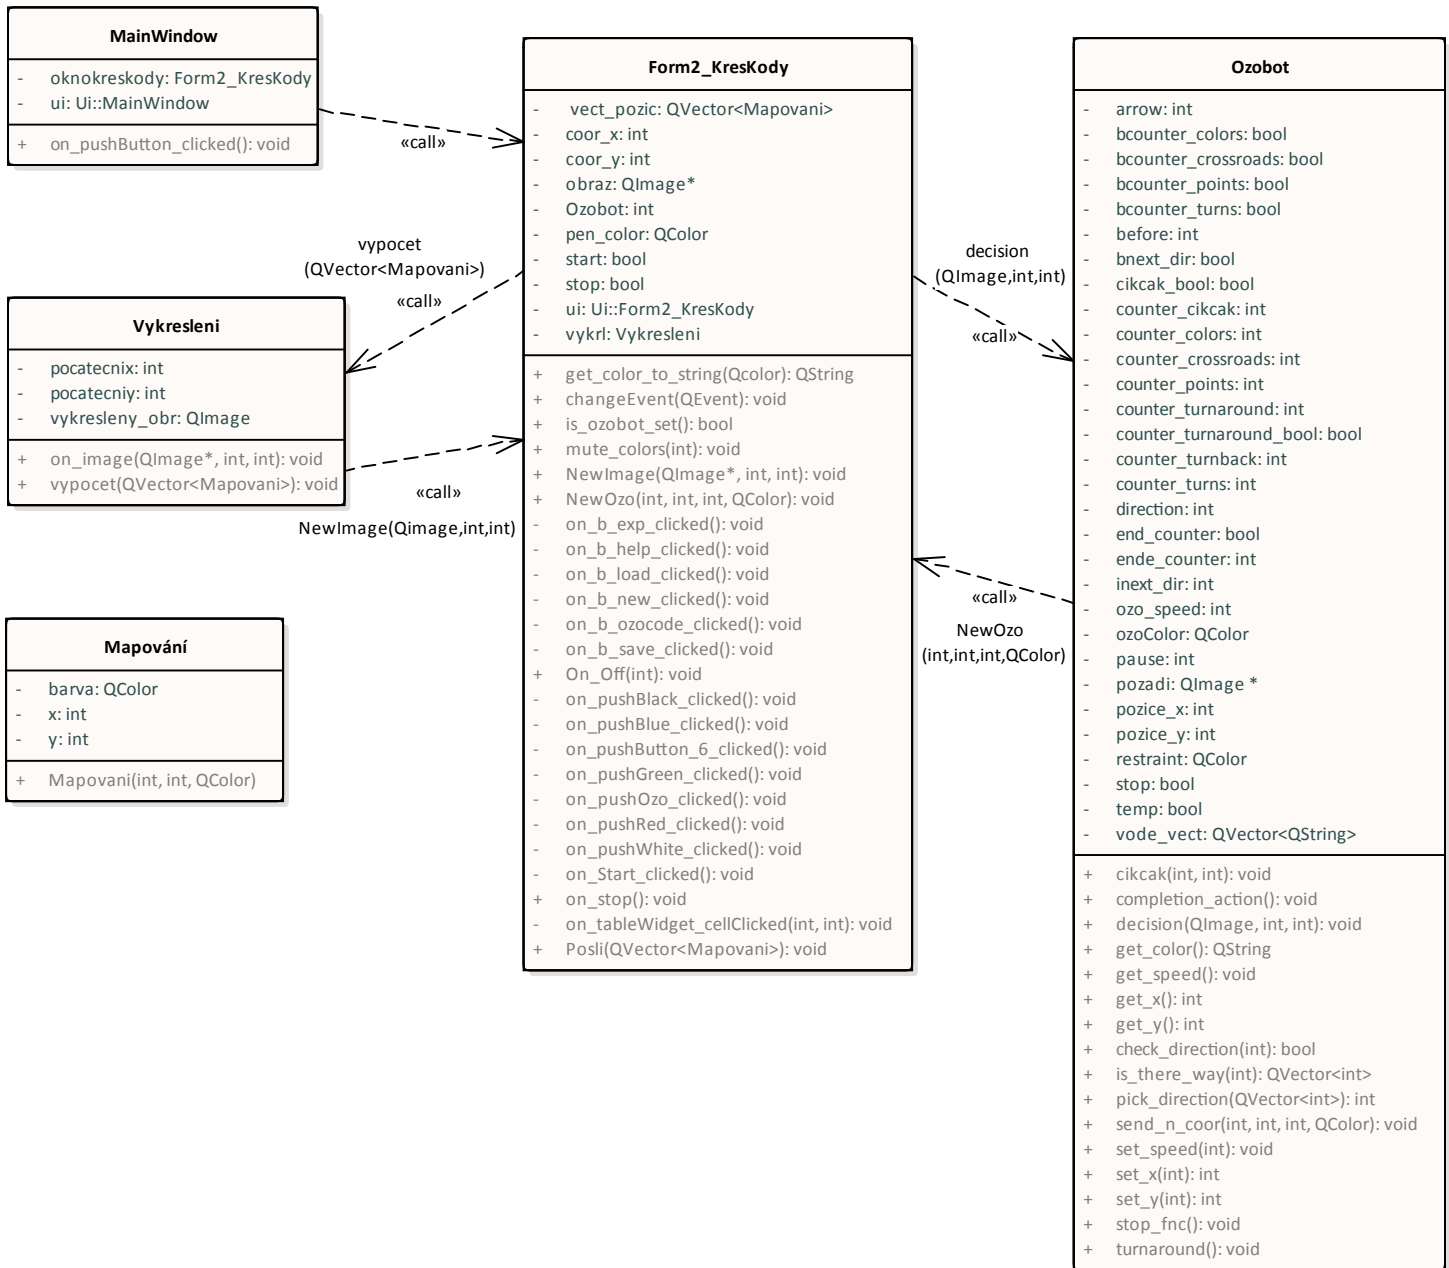 MainWindow
- oknokreskody: Form2_KresKody
- ui: Ui::MainWindow
+ on_pushButton_clicked(): void
«call»
vypocet
(QVector<Mapovani>)
«call»
Vykresleni
- pocatecnix: int
- pocatecniy: int
- vykresleny_obr: QImage
+ on_image(QImage*, int, int): void
+ vypocet(QVector<Mapovani>): void
«call»
NewImage(Qimage,int,int)
Mapování
- barva: QColor
- x: int
- y: int
+ Mapovani(int, int, QColor)
Form2_KresKody
- vect_pozic: QVector<Mapovani>
- coor_x: int
- coor_y: int
- obraz: QImage*
- Ozobot: int
- pen_color: QColor
- start: bool
- stop: bool
- ui: Ui::Form2_KresKody
- vykrl: Vykresleni
+ get_color_to_string(Qcolor): QString
+ changeEvent(QEvent): void
+ is_ozobot_set(): bool
+ mute_colors(int): void
+ NewImage(QImage*, int, int): void
+ NewOzo(int, int, int, QColor): void
- on_b_exp_clicked(): void
- on_b_help_clicked(): void
- on_b_load_clicked(): void
- on_b_new_clicked(): void
- on_b_ozocode_clicked(): void
- on_b_save_clicked(): void
+ On_Off(int): void
- on_pushBlack_clicked(): void
- on_pushBlue_clicked(): void
- on_pushButton_6_clicked(): void
- on_pushGreen_clicked(): void
- on_pushOzo_clicked(): void
- on_pushRed_clicked(): void
- on_pushWhite_clicked(): void
- on_Start_clicked(): void
+ on_stop(): void
- on_tableWidget_cellClicked(int, int): void
+ Posli(QVector<Mapovani>): void
decision
(QImage,int,int)
«call»
«call»
NewOzo
(int,int,int,QColor)
Ozobot
- arrow: int
- bcounter_colors: bool
- bcounter_crossroads: bool
- bcounter_points: bool
- bcounter_turns: bool
- before: int
- bnext_dir: bool
- cikcak_bool: bool
- counter_cikcak: int
- counter_colors: int
- counter_crossroads: int
- counter_points: int
- counter_turnaround: int
- counter_turnaround_bool: bool
- counter_turnback: int
- counter_turns: int
- direction: int
- end_counter: bool
- ende_counter: int
- inext_dir: int
- ozo_speed: int
- ozoColor: QColor
- pause: int
- pozadi: QImage *
- pozice_x: int
- pozice_y: int
- restraint: QColor
- stop: bool
- temp: bool
- vode_vect: QVector<QString>
+ cikcak(int, int): void
+ completion_action(): void
+ decision(QImage, int, int): void
+ get_color(): QString
+ get_speed(): void
+ get_x(): int
+ get_y(): int
+ check_direction(int): bool
+ is_there_way(int): QVector<int>
+ pick_direction(QVector<int>): int
+ send_n_coor(int, int, int, QColor): void
+ set_speed(int): void
+ set_x(int): int
+ set_y(int): int
+ stop_fnc(): void
+ turnaround(): void